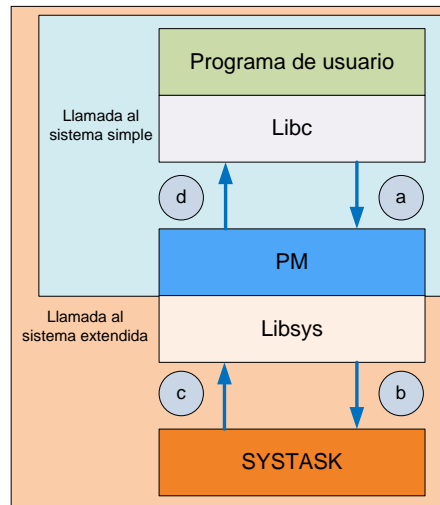 Programa de usuario
Llamada al
sistema simple
Libc
d
a
PM
Llamada al
sistema extendida
Libsys
c
b
SYSTASK